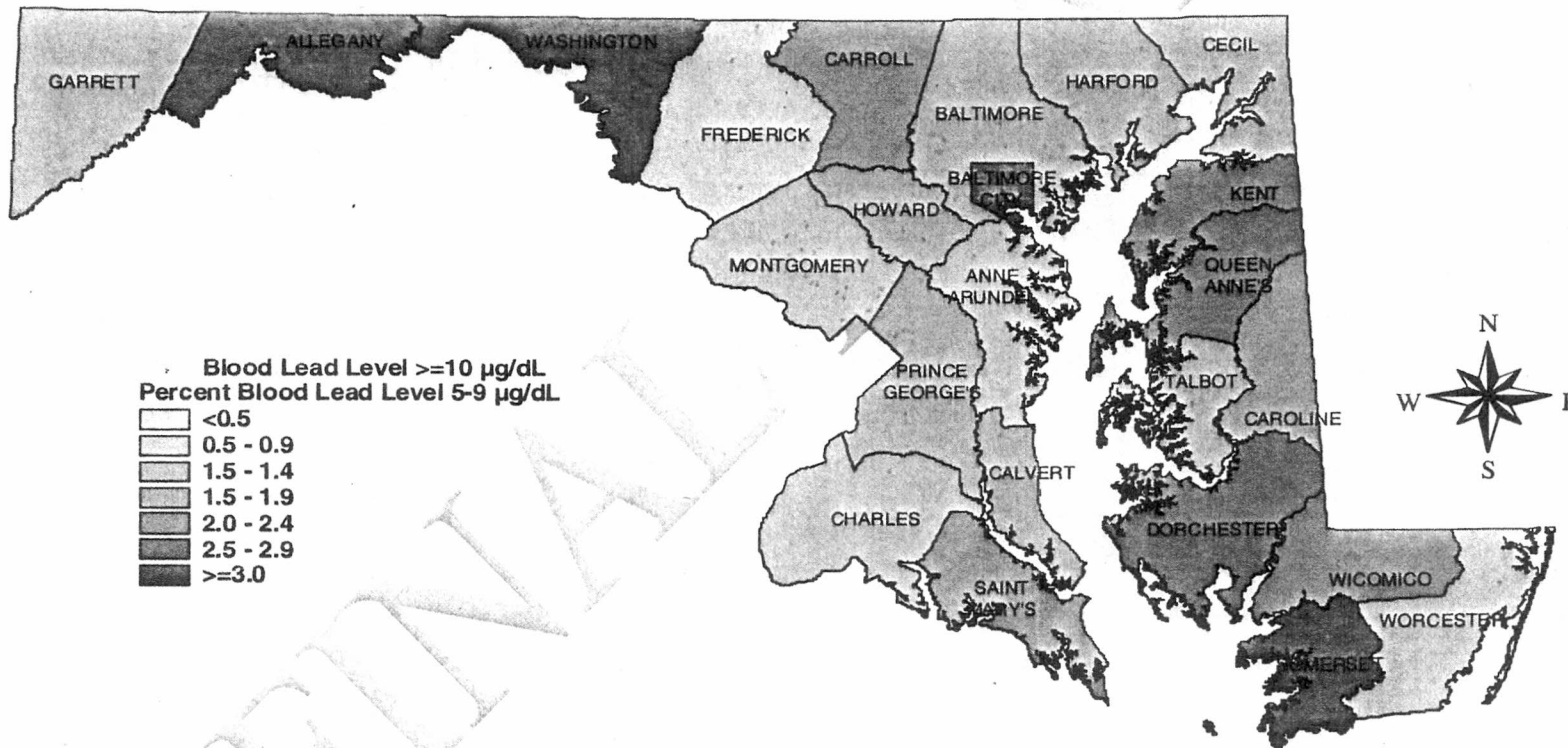 ALLEGANY
WASHINGTON
GARRETT
CARROLL
CECIL
HARFORD
BALTIMORE
FREDERICK
BALTIMORE
CITY
KENT
HOWARD
MONTGOMERY
ANNE
ARUNDEL
QUEEN
ANNE'S
PRINCE
GEORGE'S
TALBOT
CAROLINE
CALVERT
CHARLES
DORCHESTER
SAINT
MARY'S
WICOMICO
WORCESTER
SOMERSET
N
W
S
Blood Lead Level >=10 µg/dL
Percent Blood Lead Level 5-9 µg/dL
<0.5
0.5 - 0.9
1.5 - 1.4
1.5 - 1.9
2.0 - 2.4
2.5 - 2.9
>=3.0